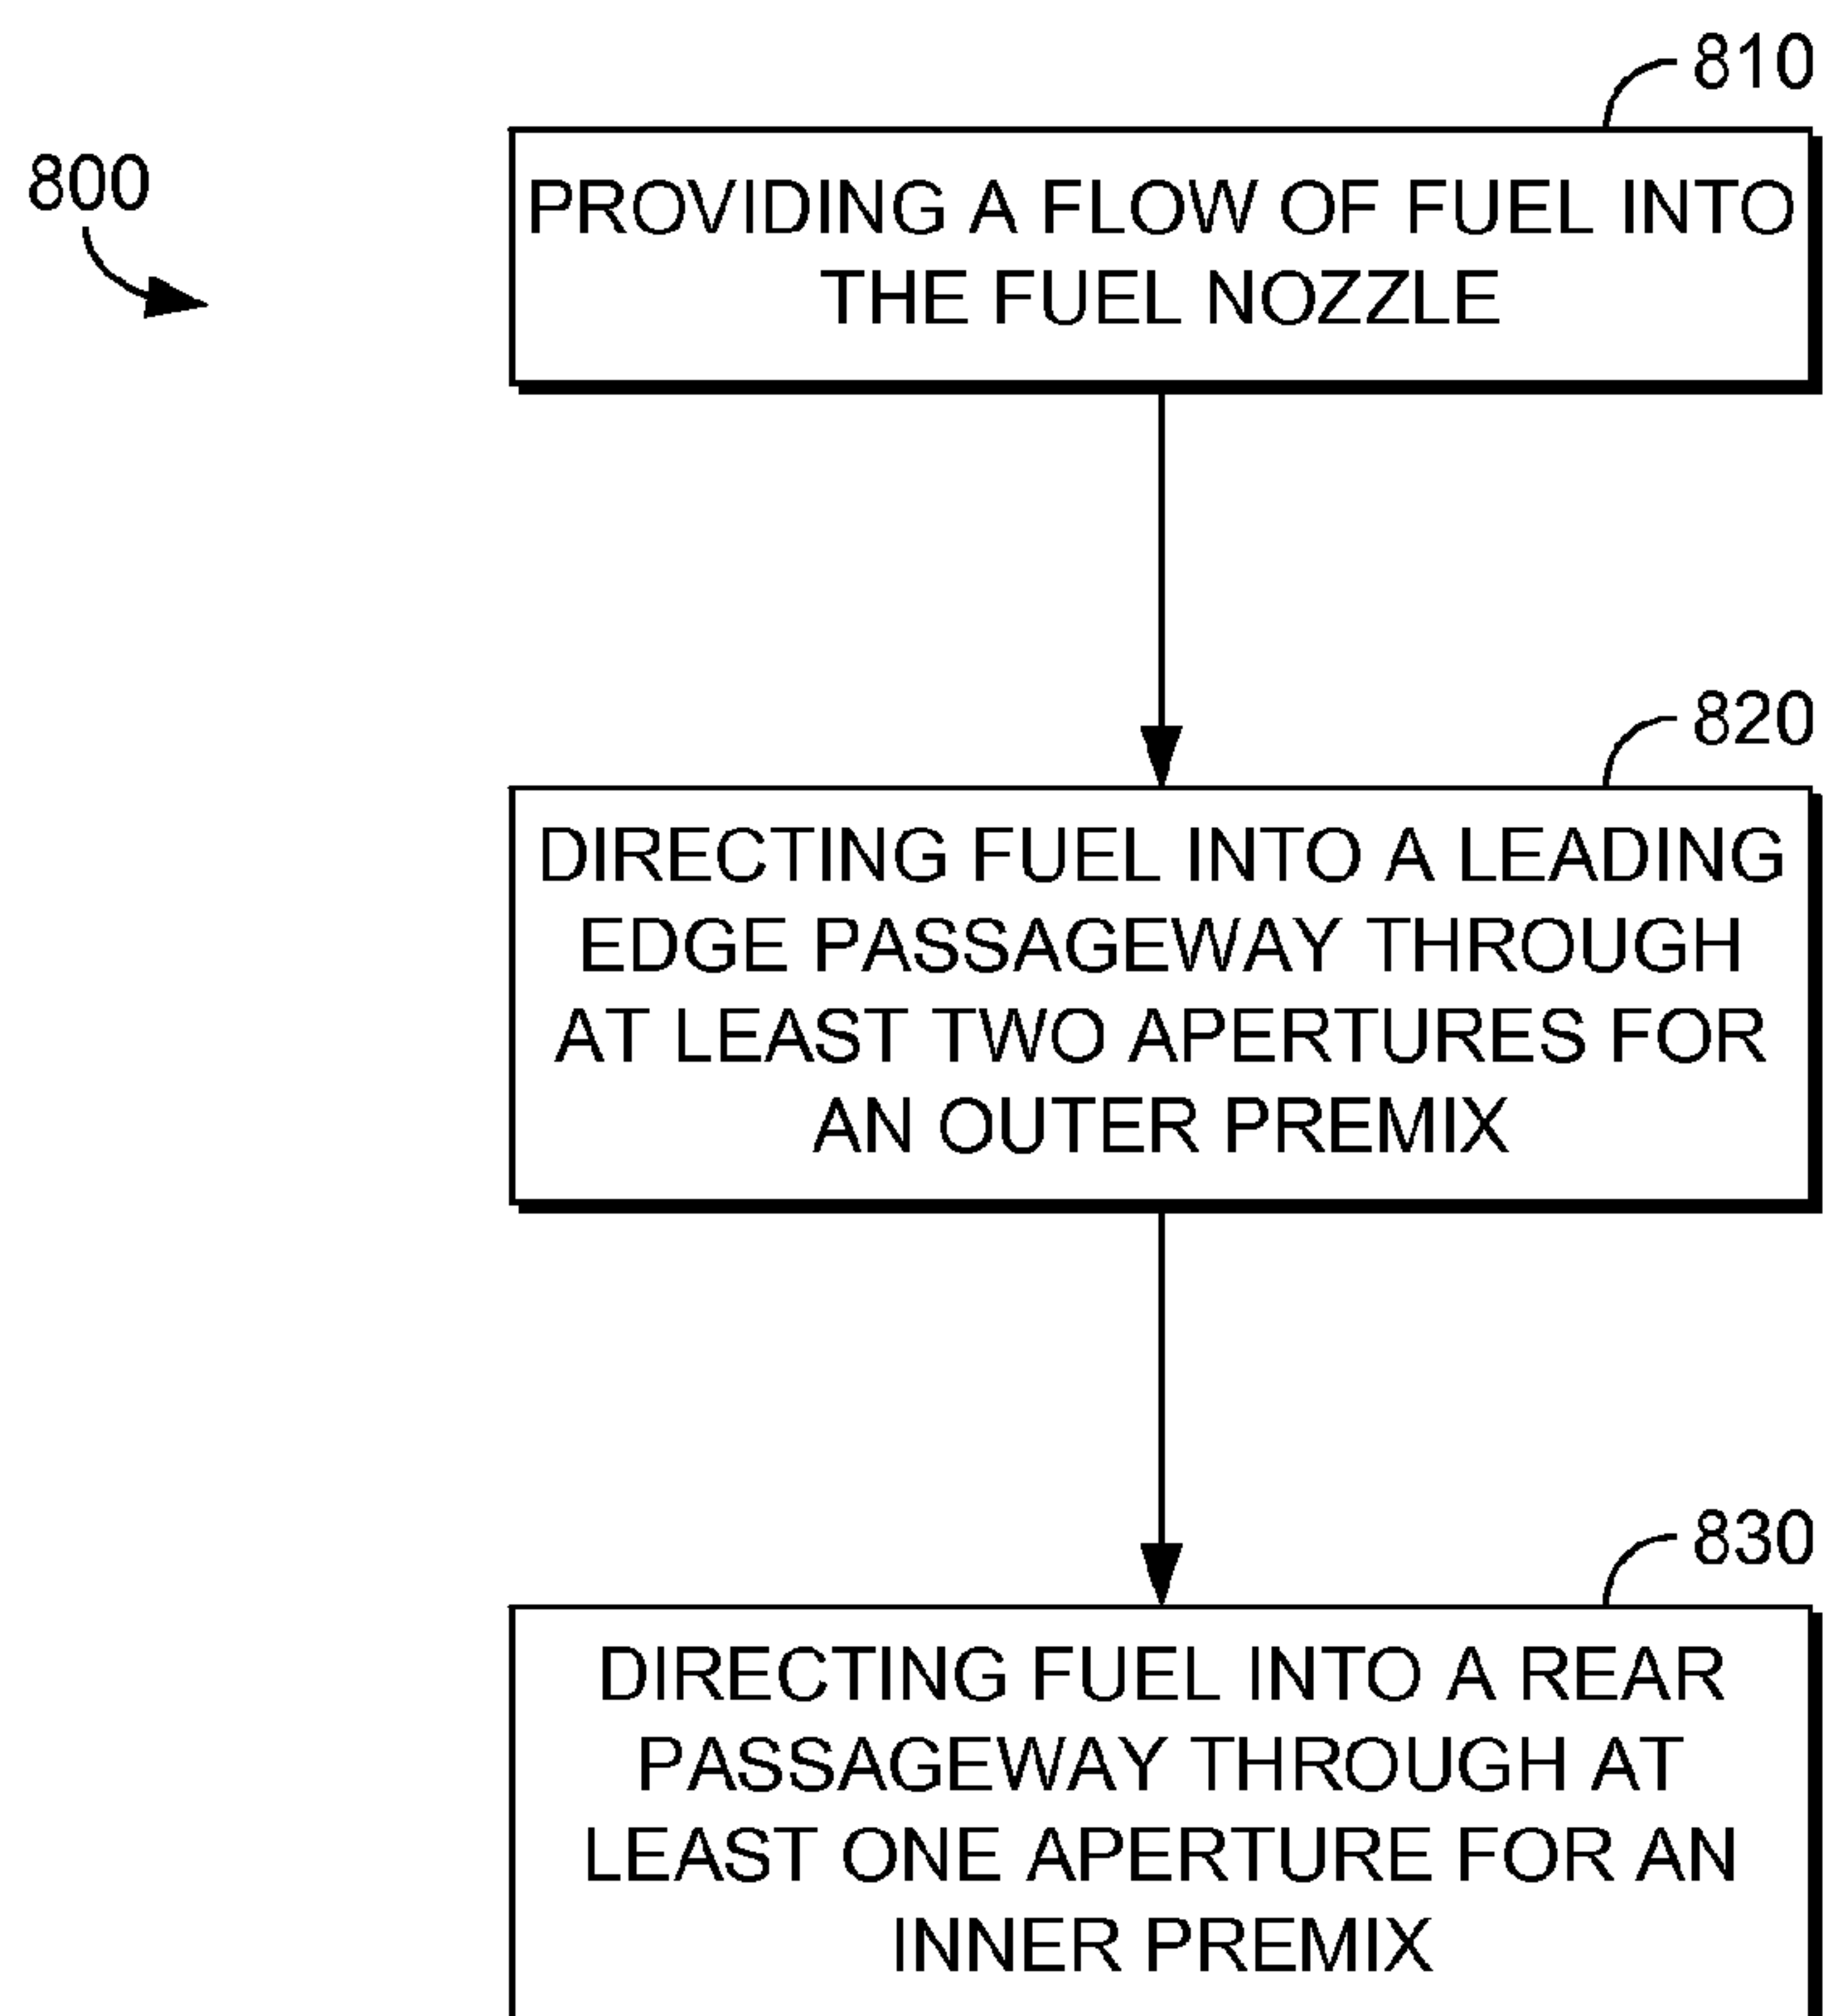 810
800
PROVIDING A FLOW OF FUEL INTO
THE FUEL NOZZLE
820
DIRECTING FUEL INTO A LEADING
EDGE PASSAGEWAY THROUGH
AT LEAST TWO APERTURES FOR
AN OUTER PREMIX
830
DIRECTING FUEL INTO A REAR
PASSAGEWAY THROUGH AT
LEAST ONE APERTURE FOR AN
INNER PREMIX